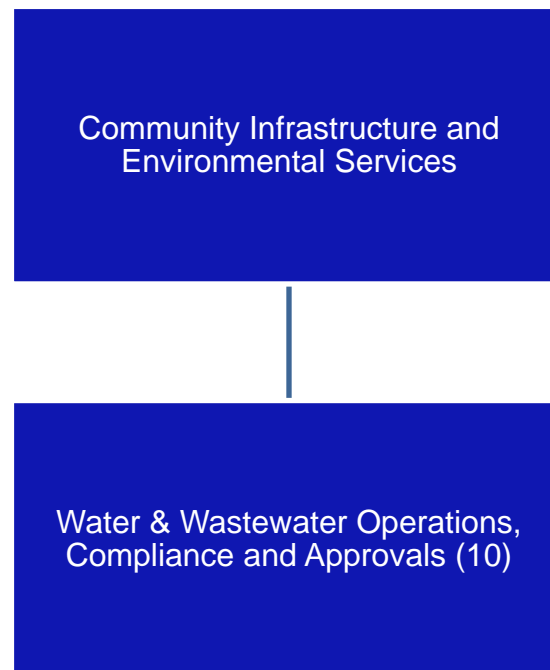 Community Infrastructure and
Environmental Services
Water & Wastewater Operations,
Compliance and Approvals (10)